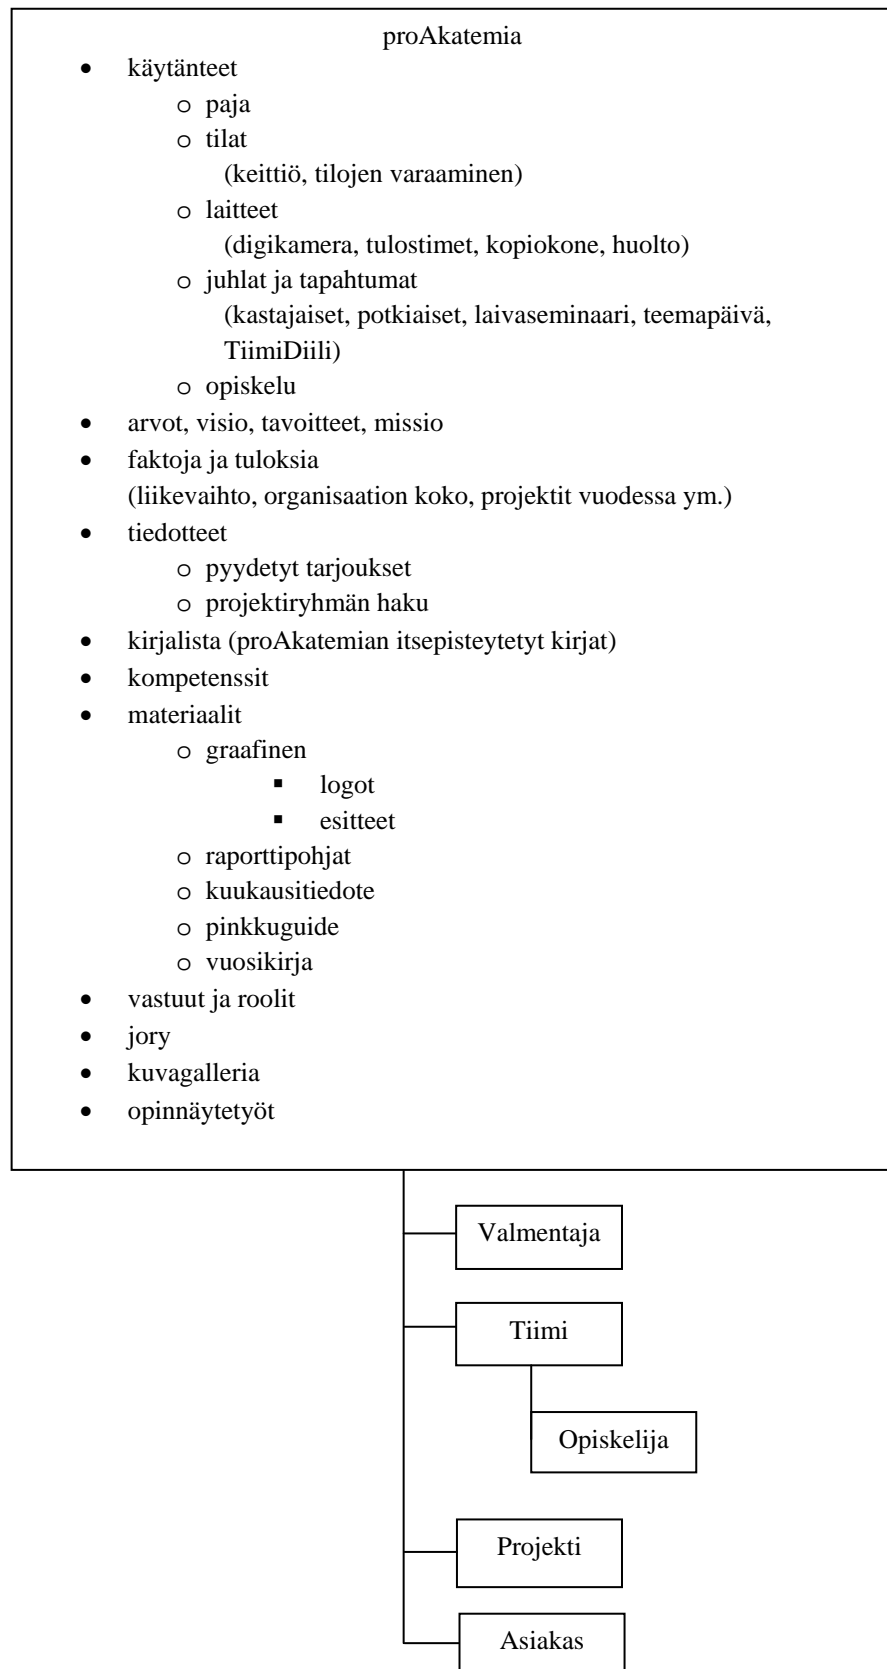 proAkatemia
• käytänteet
o paja
o tilat
(keittiö, tilojen varaaminen)
o laitteet
(digikamera, tulostimet, kopiokone, huolto)
o juhlat ja tapahtumat
(kastajaiset, potkiaiset, laivaseminaari, teemapäivä,
TiimiDiili)
o opiskelu
• arvot, visio, tavoitteet, missio
• faktoja ja tuloksia
(liikevaihto, organisaation koko, projektit vuodessa ym.)
• tiedotteet
o pyydetyt tarjoukset
o projektiryhmän haku
• kirjalista (proAkatemian itsepisteytetyt kirjat)
• kompetenssit
• materiaalit
o graafinen
▪ logot
▪ esitteet
o raporttipohjat
o kuukausitiedote
o pinkkuguide
o vuosikirja
• vastuut ja roolit
• jory
• kuvagalleria
• opinnäytetyöt
Valmentaja
Tiimi
Opiskelija
Projekti
Asiakas